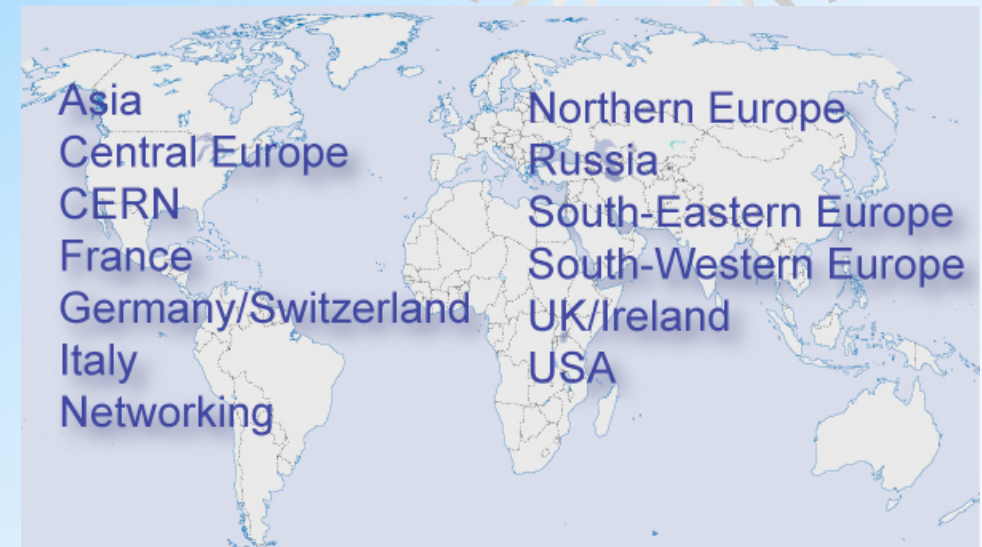 Asia
Central Europe
CERN
France
Germany/Switzerland
Italy
Networking
Northern Europe
Russia
South-Eastern Europe
South-Western Europe
UK/Ireland
USA